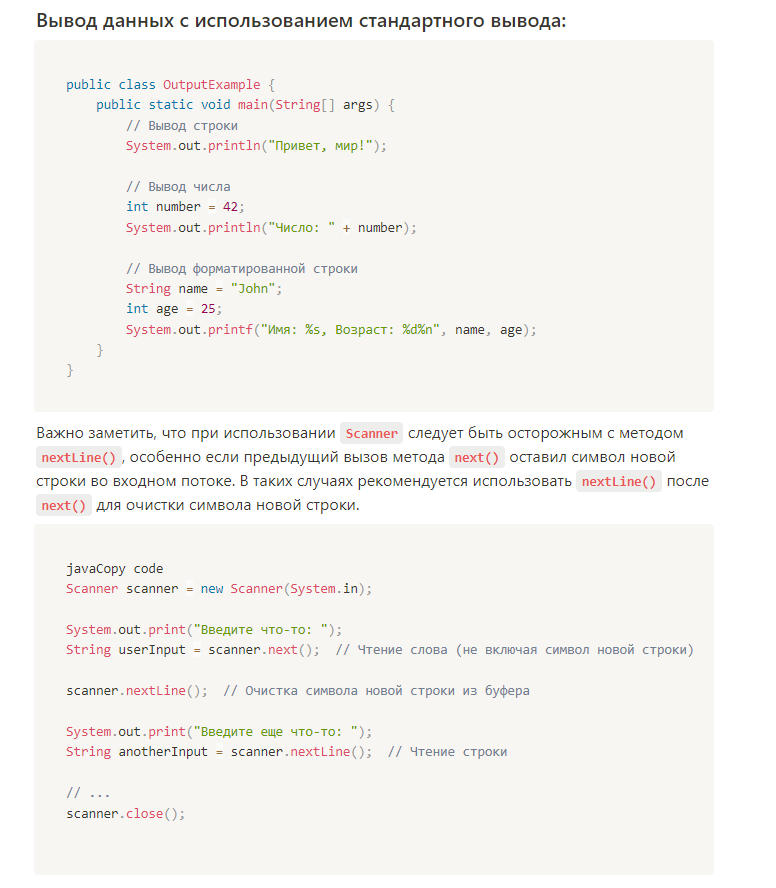 Вывод данных с использованием стандартного вывода:
public class OutputExample {
    public static void main(String[] args) {
        // Вывод строки
        System.out.println("Привет, мир!");

        // Вывод числа
        int number = 42;
        System.out.println("Число: " + number);

        // Вывод форматированной строки
        String name = "John";
        int age = 25;
        System.out.printf("Имя: %s, Возраст: %d%n", name, age);
    }
}
Важно заметить, что при использовании Scanner следует быть осторожным с методом
nextLine(), особенно если предыдущий вызов метода next() оставил символ новой
строки во входном потоке. В таких случаях рекомендуется использовать nextLine() после
next() для очистки символа новой строки.
javaCopy code
Scanner scanner = new Scanner(System.in);

System.out.print("Введите что-то: ");
String userInput = scanner.next();  // Чтение слова (не включая символ новой строки)

scanner.nextLine();  // Очистка символа новой строки из буфера

System.out.print("Введите еще что-то: ");
String anotherInput = scanner.nextLine();  // Чтение строки

// ...
scanner.close();